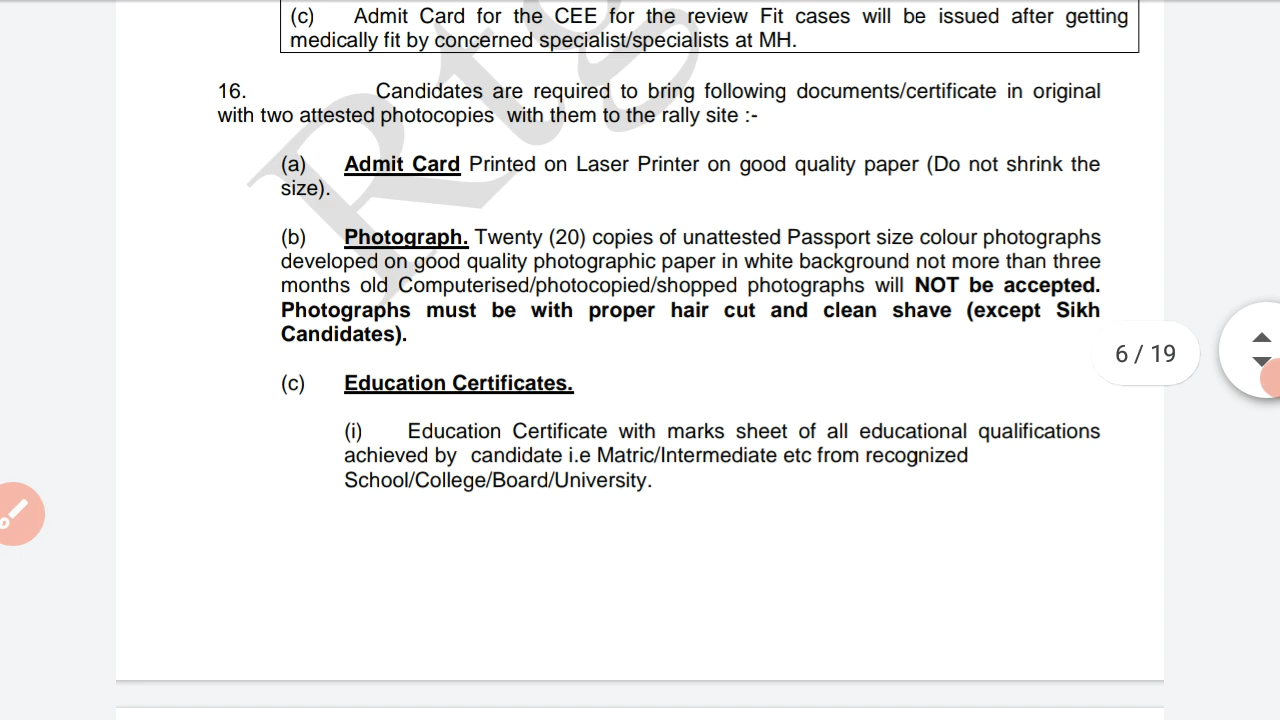 (c) Admit Card for the CEE for the review Fit cases will be issued after getting
medically fit by concerned specialist/specialists at MH.
16. Candidates are required to bring following documents/certificate in original
with two attested photocopies with them to the rally site :-
(a) Admit Card Printed on Laser Printer on good quality paper (Do not shrink the
size).
(b) Photograph. Twenty (20) copies of unattested Passport size colour photographs
developed on good quality photographic paper in white background not more than three
months old Computerised/photocopied/shopped photographs will NOT be accepted.
Photographs must be with proper hair cut and clean shave (except Sikh
Candidates).
6 / 19
(c) Education Certificates.
(i) Education Certificate with marks sheet of all educational qualifications
achieved by candidate i.e Matric/Intermediate etc from recognized
School/College/Board/University.